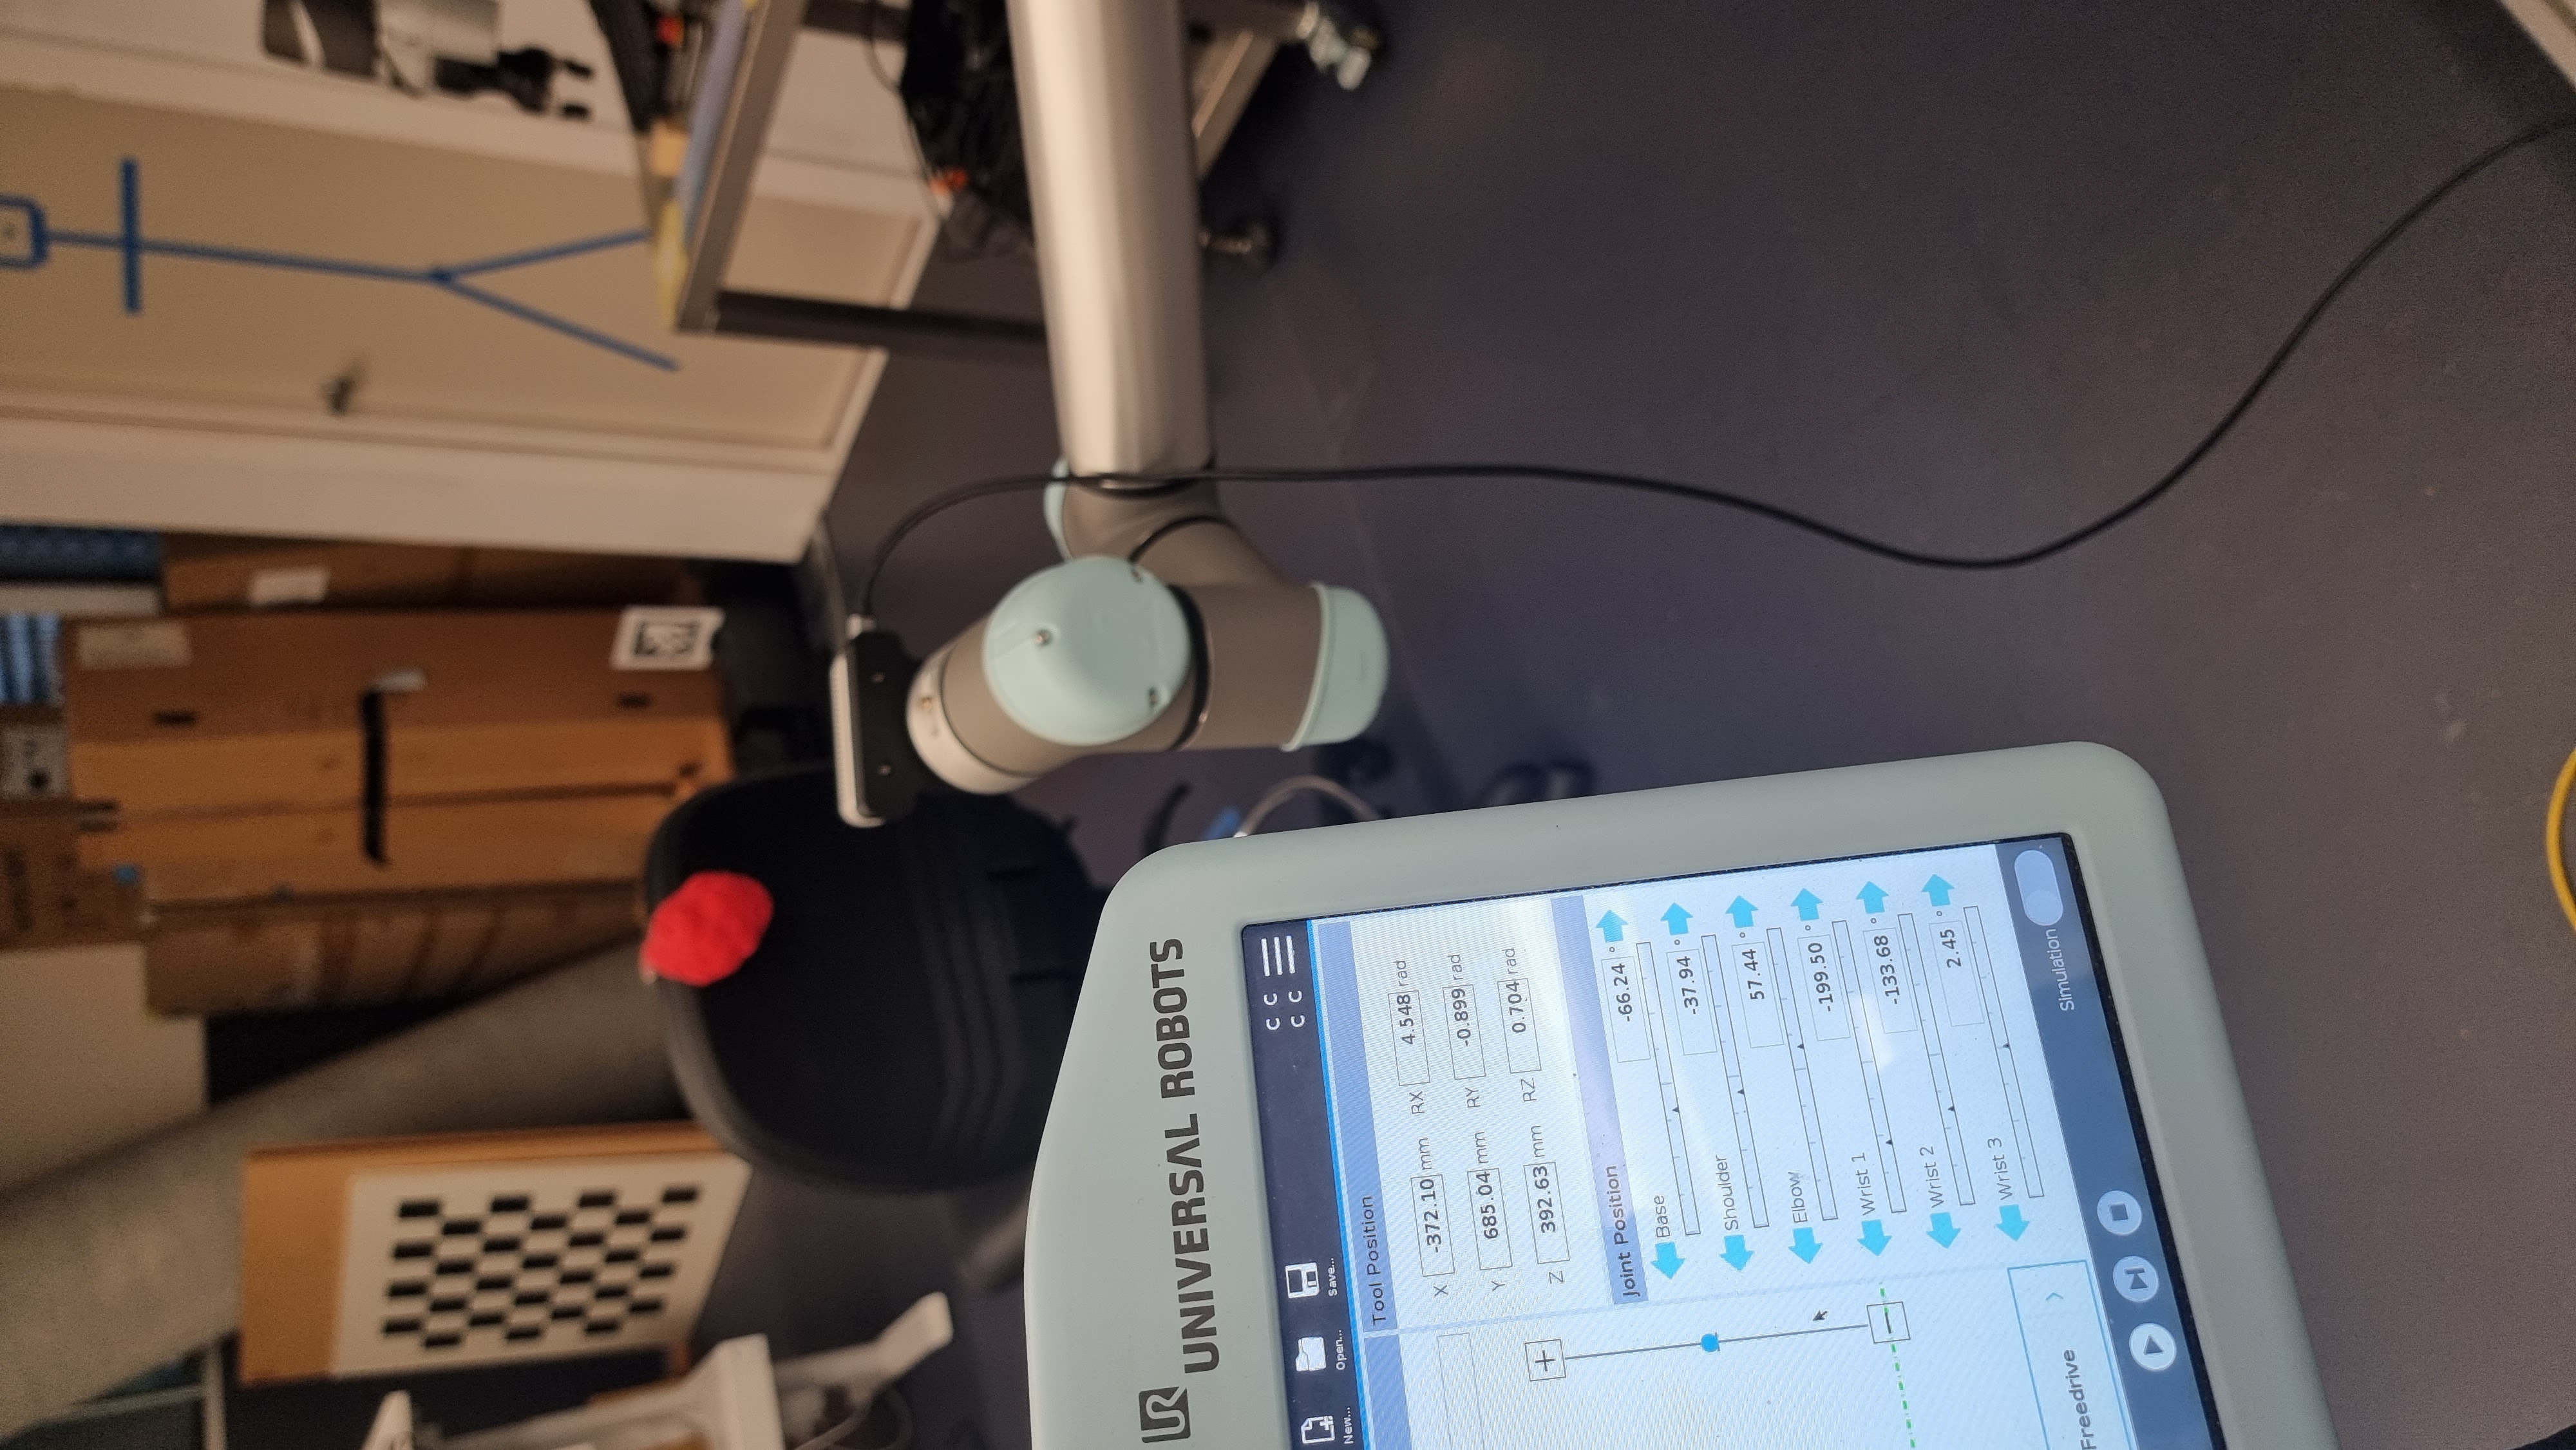 UR
UNIVERSAL ROBOTS
New... Open... Save...
C C
C C
Tool Position
X -372.10 mm RX 4.548 rad
Y 685.04 mm RY -0.899 rad
Z 392.63 mm RZ 0.704 rad
Joint Position
Base -66.24 °
Shoulder -37.94 °
Elbow 57.44 °
Wrist 1 -199.50 °
Wrist 2 -133.68 °
Wrist 3 2.45 °
Freedrive
Simulation